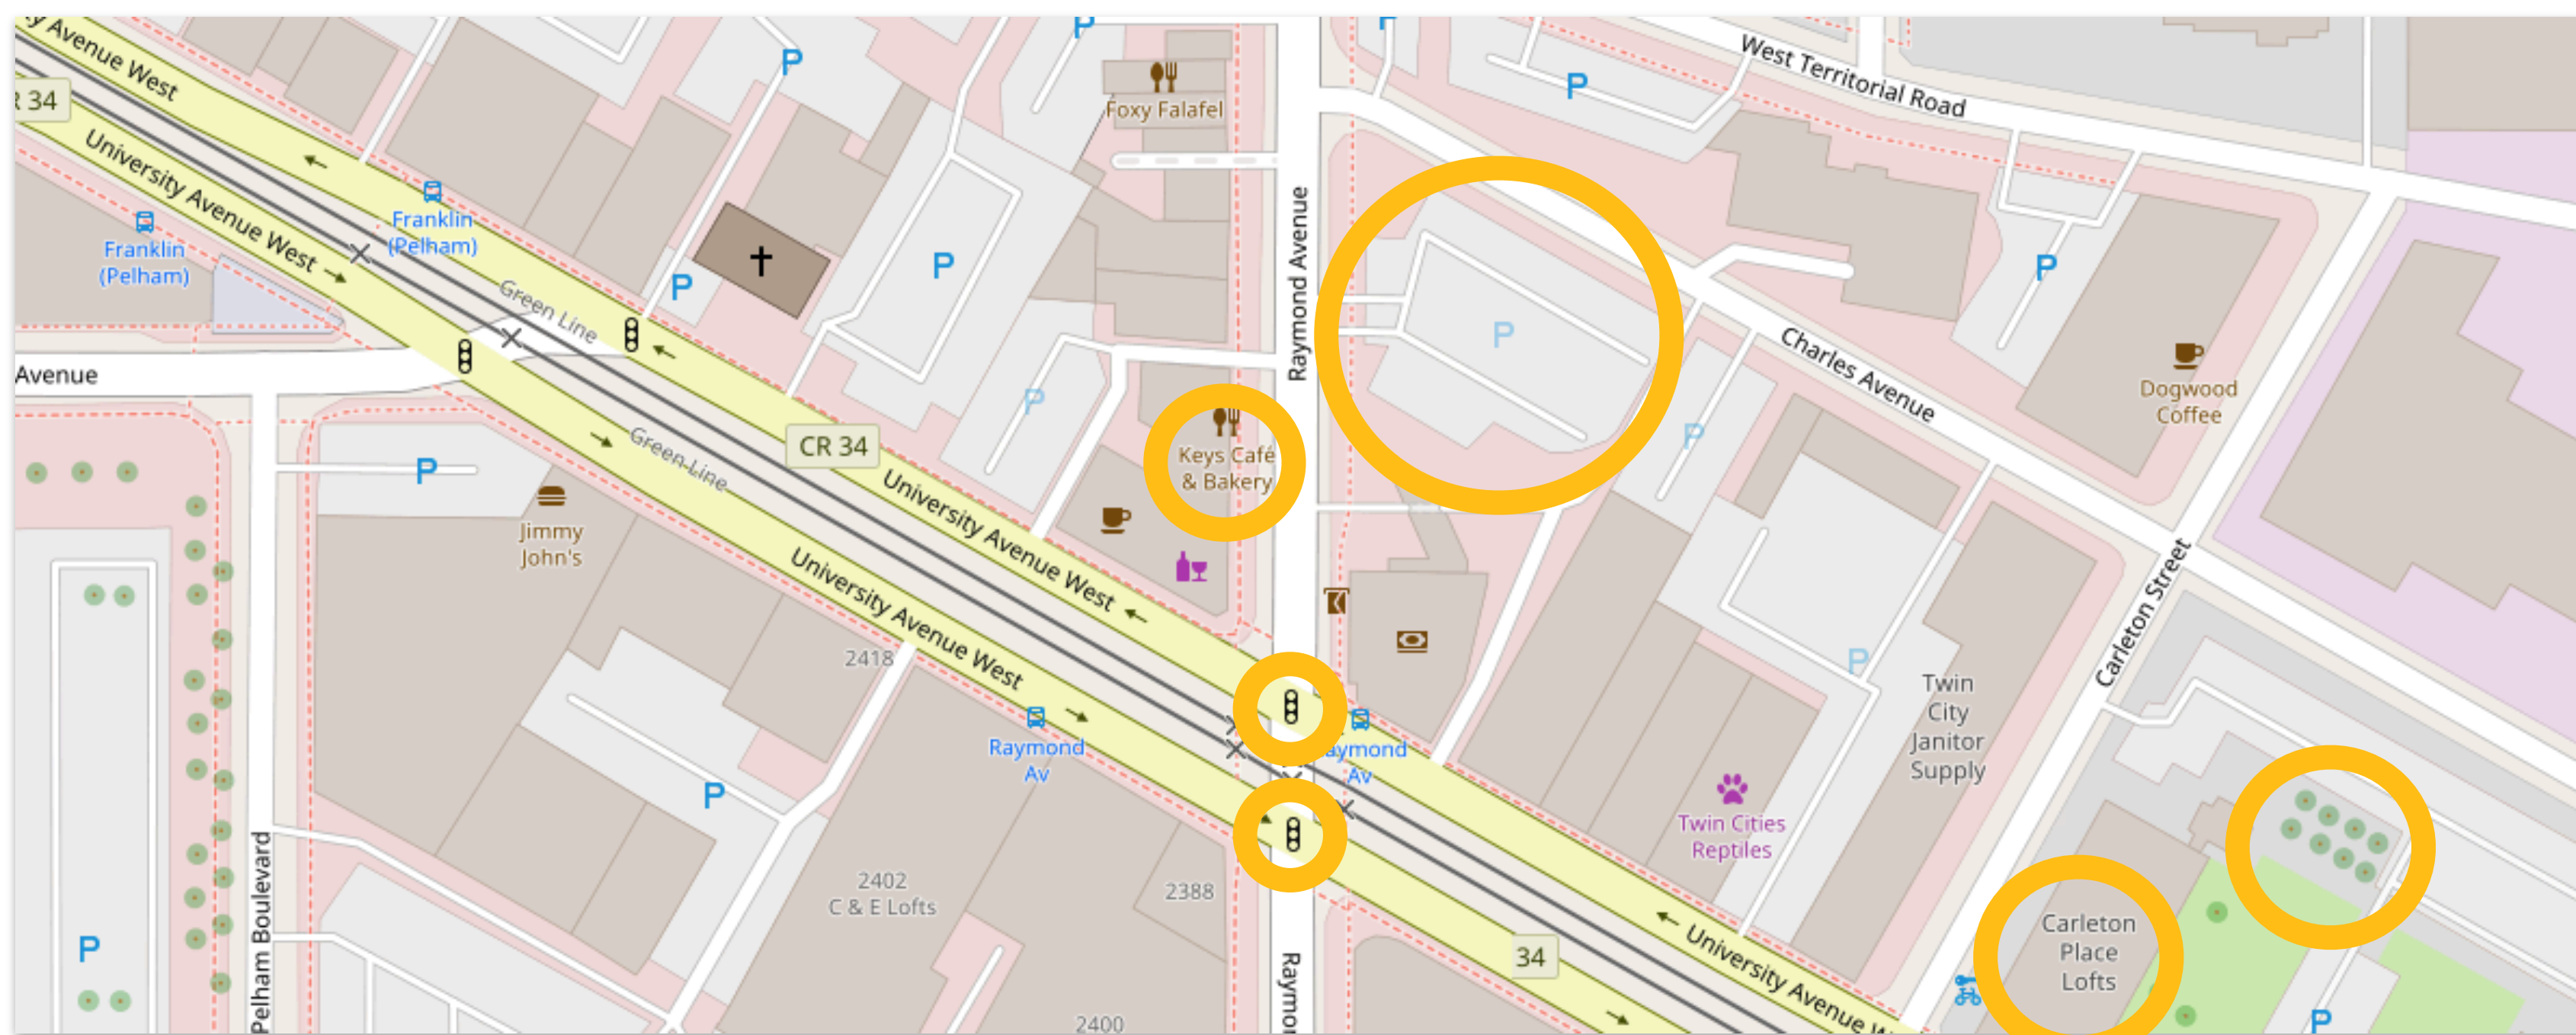 y Avenue West
R 34
University Avenue West
Franklin
(Pelham)
Franklin
(Pelham)
Green Line
Avenue
P
P
P
P
P
P
P
P
Foxy Falafel
Raymond Avenue
West Territorial Road
P
P
P
P
Charles Avenue
Dogwood
Coffee
Carleton Street
CR 34
University Avenue West
Green Line
Keys Café
& Bakery
Jimmy
John's
P
University Avenue West
2418
Raymond
Av
aymond
Av
P
Pelham Boulevard
P
2402
C & E Lofts
2388
2400
Raymo
P
Twin
City
Janitor
Supply
Twin Cities
Reptiles
34
University Avenue W
Carleton
Place
Lofts
P